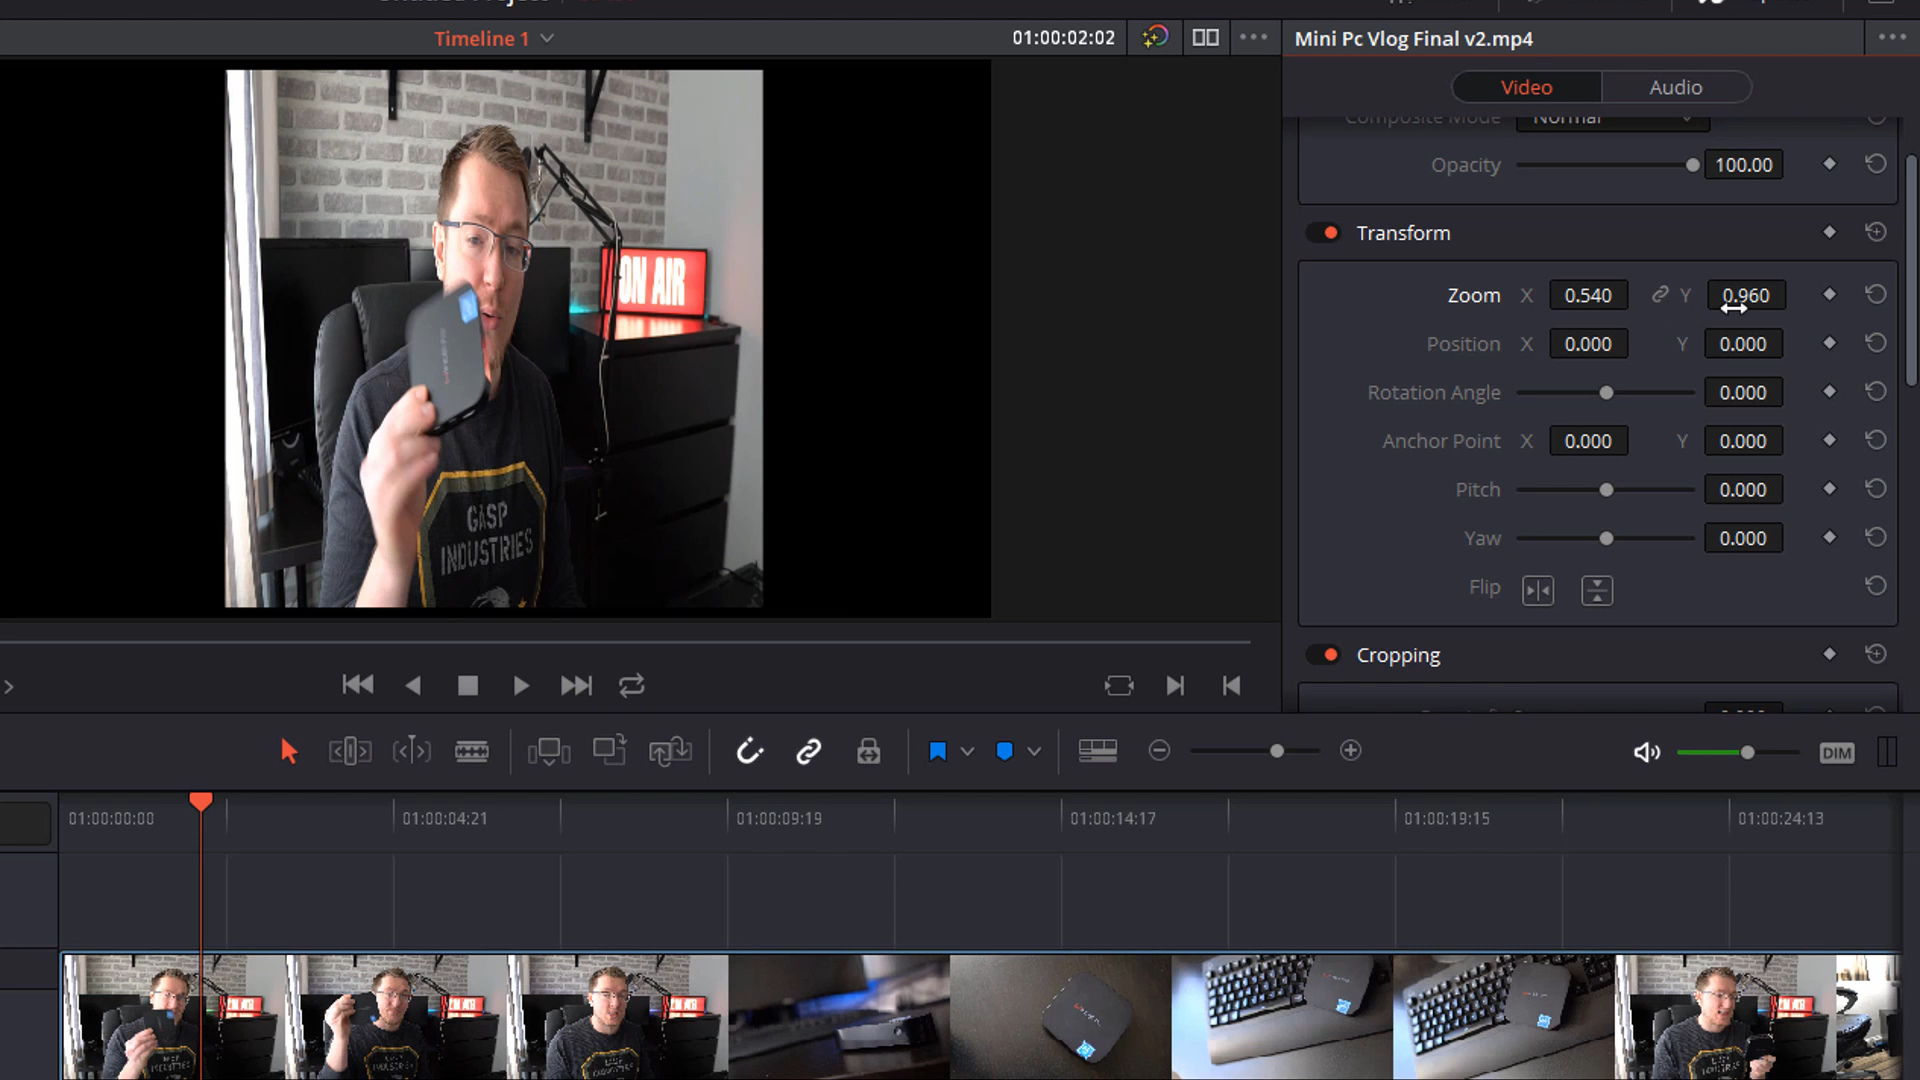 Timeline 1
01:00:02:02
Mini Pc Vlog Final v2.mp4
Video
Audio
Composite Mode
Normal
Opacity
100.00
Transform
Zoom X 0.540 Y 0.960
Position X 0.000 Y 0.000
Rotation Angle 0.000
Anchor Point X 0.000 Y 0.000
Pitch 0.000
Yaw 0.000
Flip
Cropping
ON AIR
GASP
INDUSTRIES
DIM
01:00:00:00
01:00:04:21
01:00:09:19
01:00:14:17
01:00:19:15
01:00:24:13